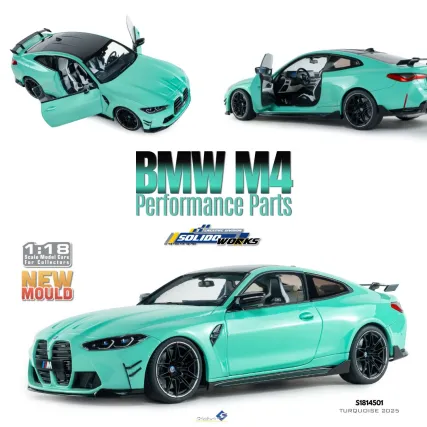 BMW M4
Performance Parts
SOLIDO WORKS
1:18
Scale Model Cars
For Collectors
NEW
MOULD
S1814501
TURQUOISE 2025